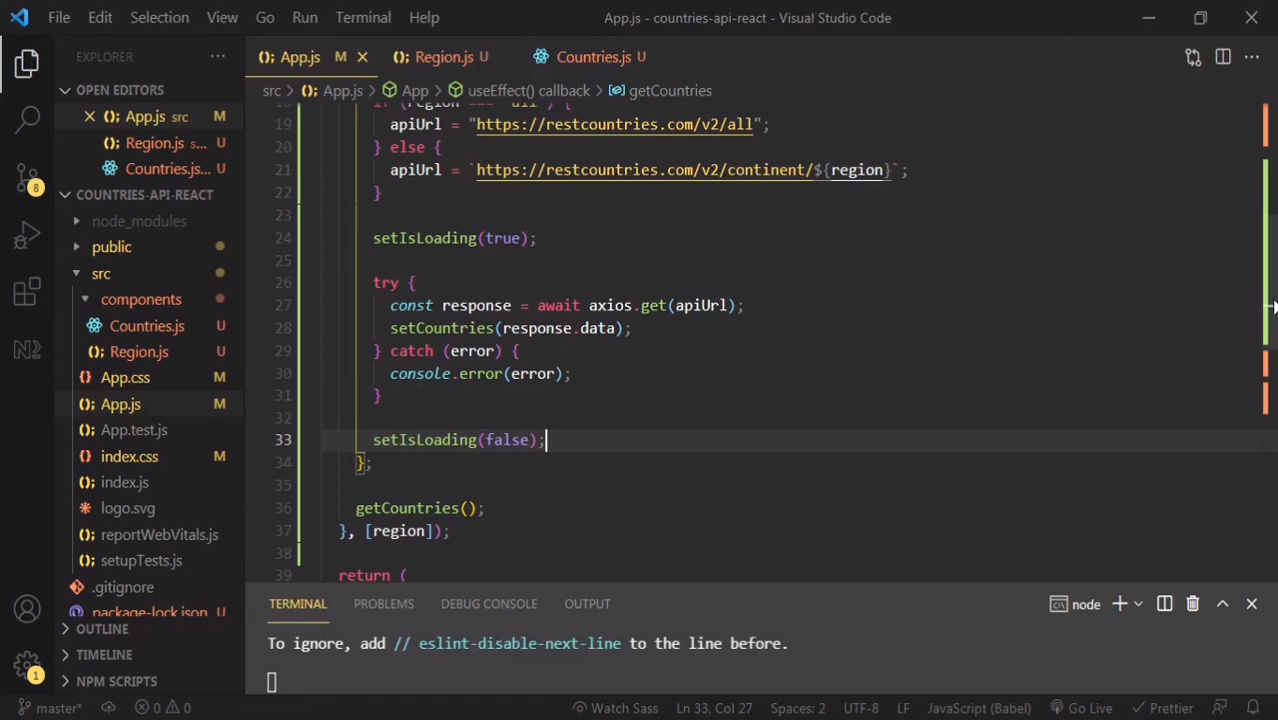 File Edit Selection View Go Run Terminal Help App.js - countries-api-react - Visual Studio Code
EXPLORER ···
App.js M
Region.js U
Countries.js U
OPEN EDITORS
App.js src M
Region.js s... U
Countries.js... U
COUNTRIES-API-REACT
node_modules
public
src
components
Countries.js U
Region.js U
App.css M
App.js M
App.test.js
index.css M
index.js
logo.svg
reportWebVitals.js
setupTests.js
.gitignore
package-lock.json
OUTLINE
TIMELINE
NPM SCRIPTS
8
1
src > App.js > App > useEffect() callback > getCountries
19 apiUrl = "https://restcountries.com/v2/all";
20 } else {
21 apiUrl = `https://restcountries.com/v2/continent/${region}`;
22 }
23
24 setIsLoading(true);
25
26 try {
27 const response = await axios.get(apiUrl);
28 setCountries(response.data);
29 } catch (error) {
30 console.error(error);
31 }
32
33 setIsLoading(false);
34 };
35
36 getCountries();
37 }, [region]);
38
39 return (
TERMINAL PROBLEMS DEBUG CONSOLE OUTPUT node
To ignore, add // eslint-disable-next-line to the line before.
master* 0 0 Watch Sass Ln 33, Col 27 Spaces: 2 UTF-8 LF JavaScript (Babel) Go Live Prettier